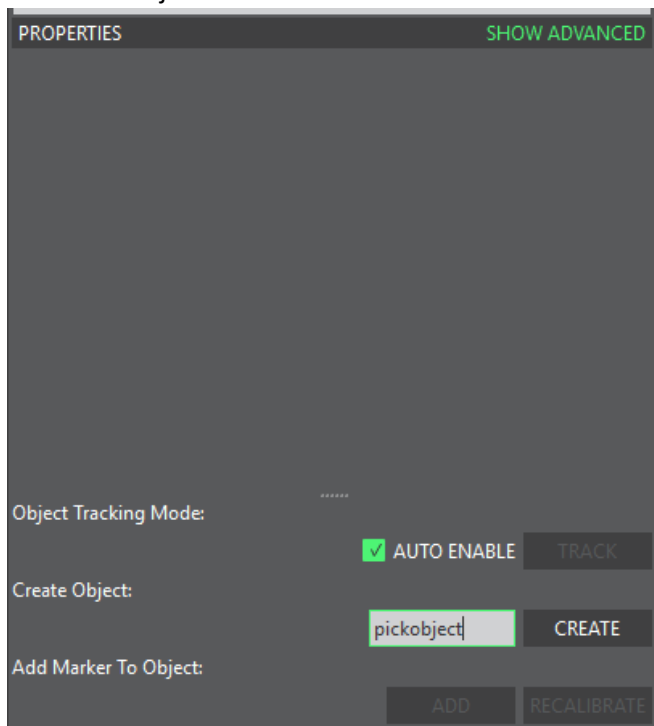 PROPERTIES SHOW ADVANCED
Object Tracking Mode:
AUTO ENABLE TRACK
Create Object:
pickobject CREATE
Add Marker To Object:
ADD RECALIBRATE